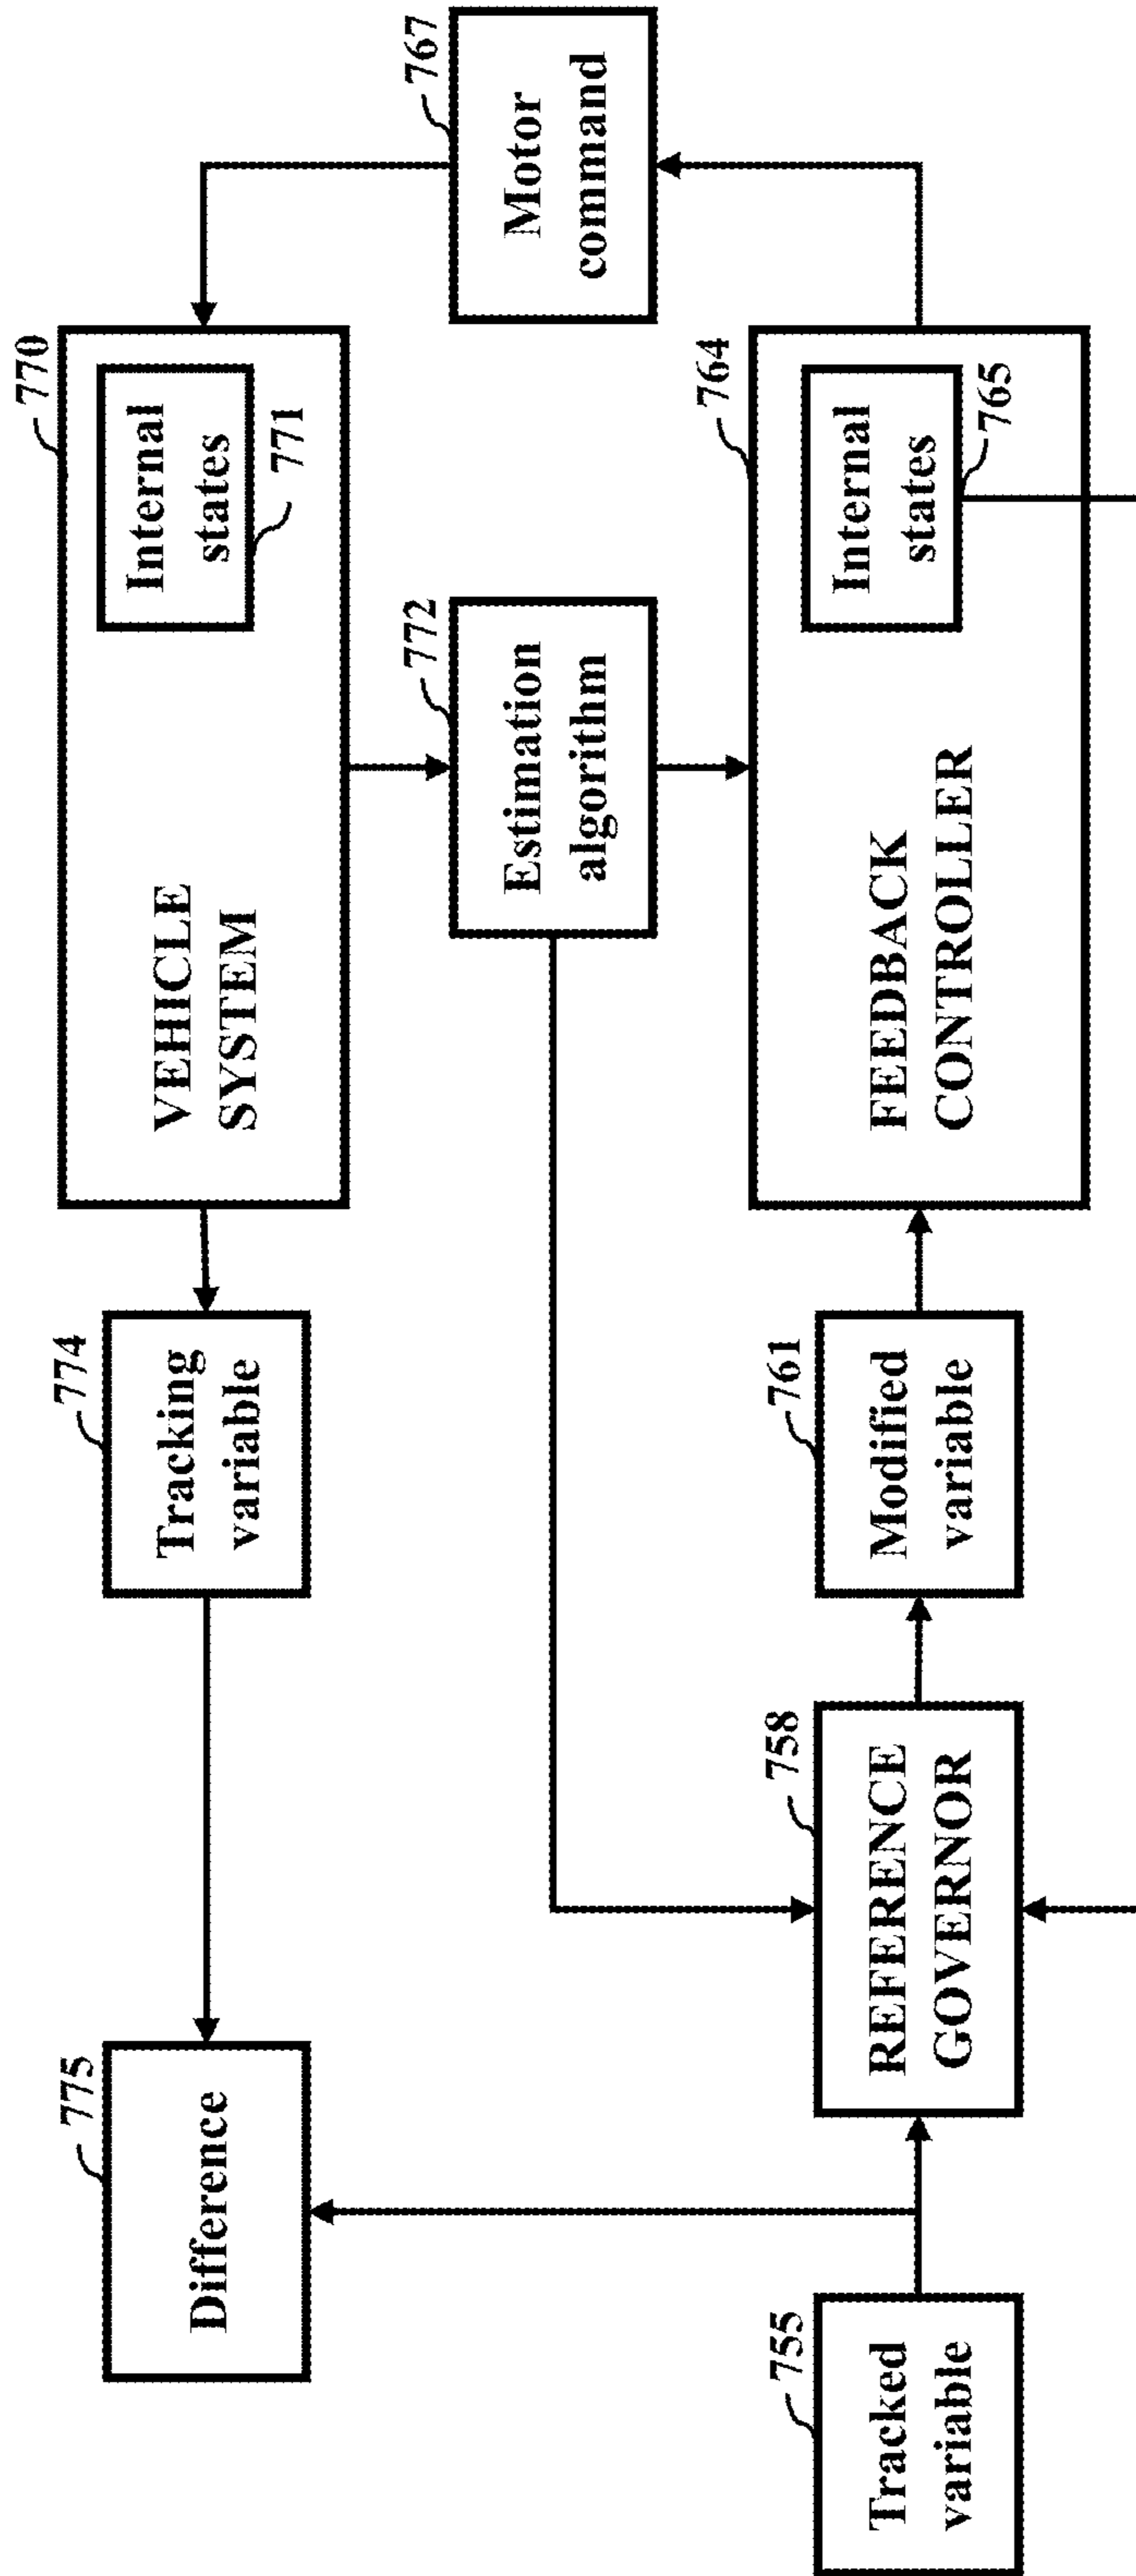 775
Difference
774
Tracking
variable
770
VEHICLE
SYSTEM
Internal
states
771
772
Estimation
algorithm
767
Motor
command
755
Tracked
variable
758
REFERENCE
GOVERNOR
761
Modified
variable
764
FEEDBACK
CONTROLLER
Internal
states
765